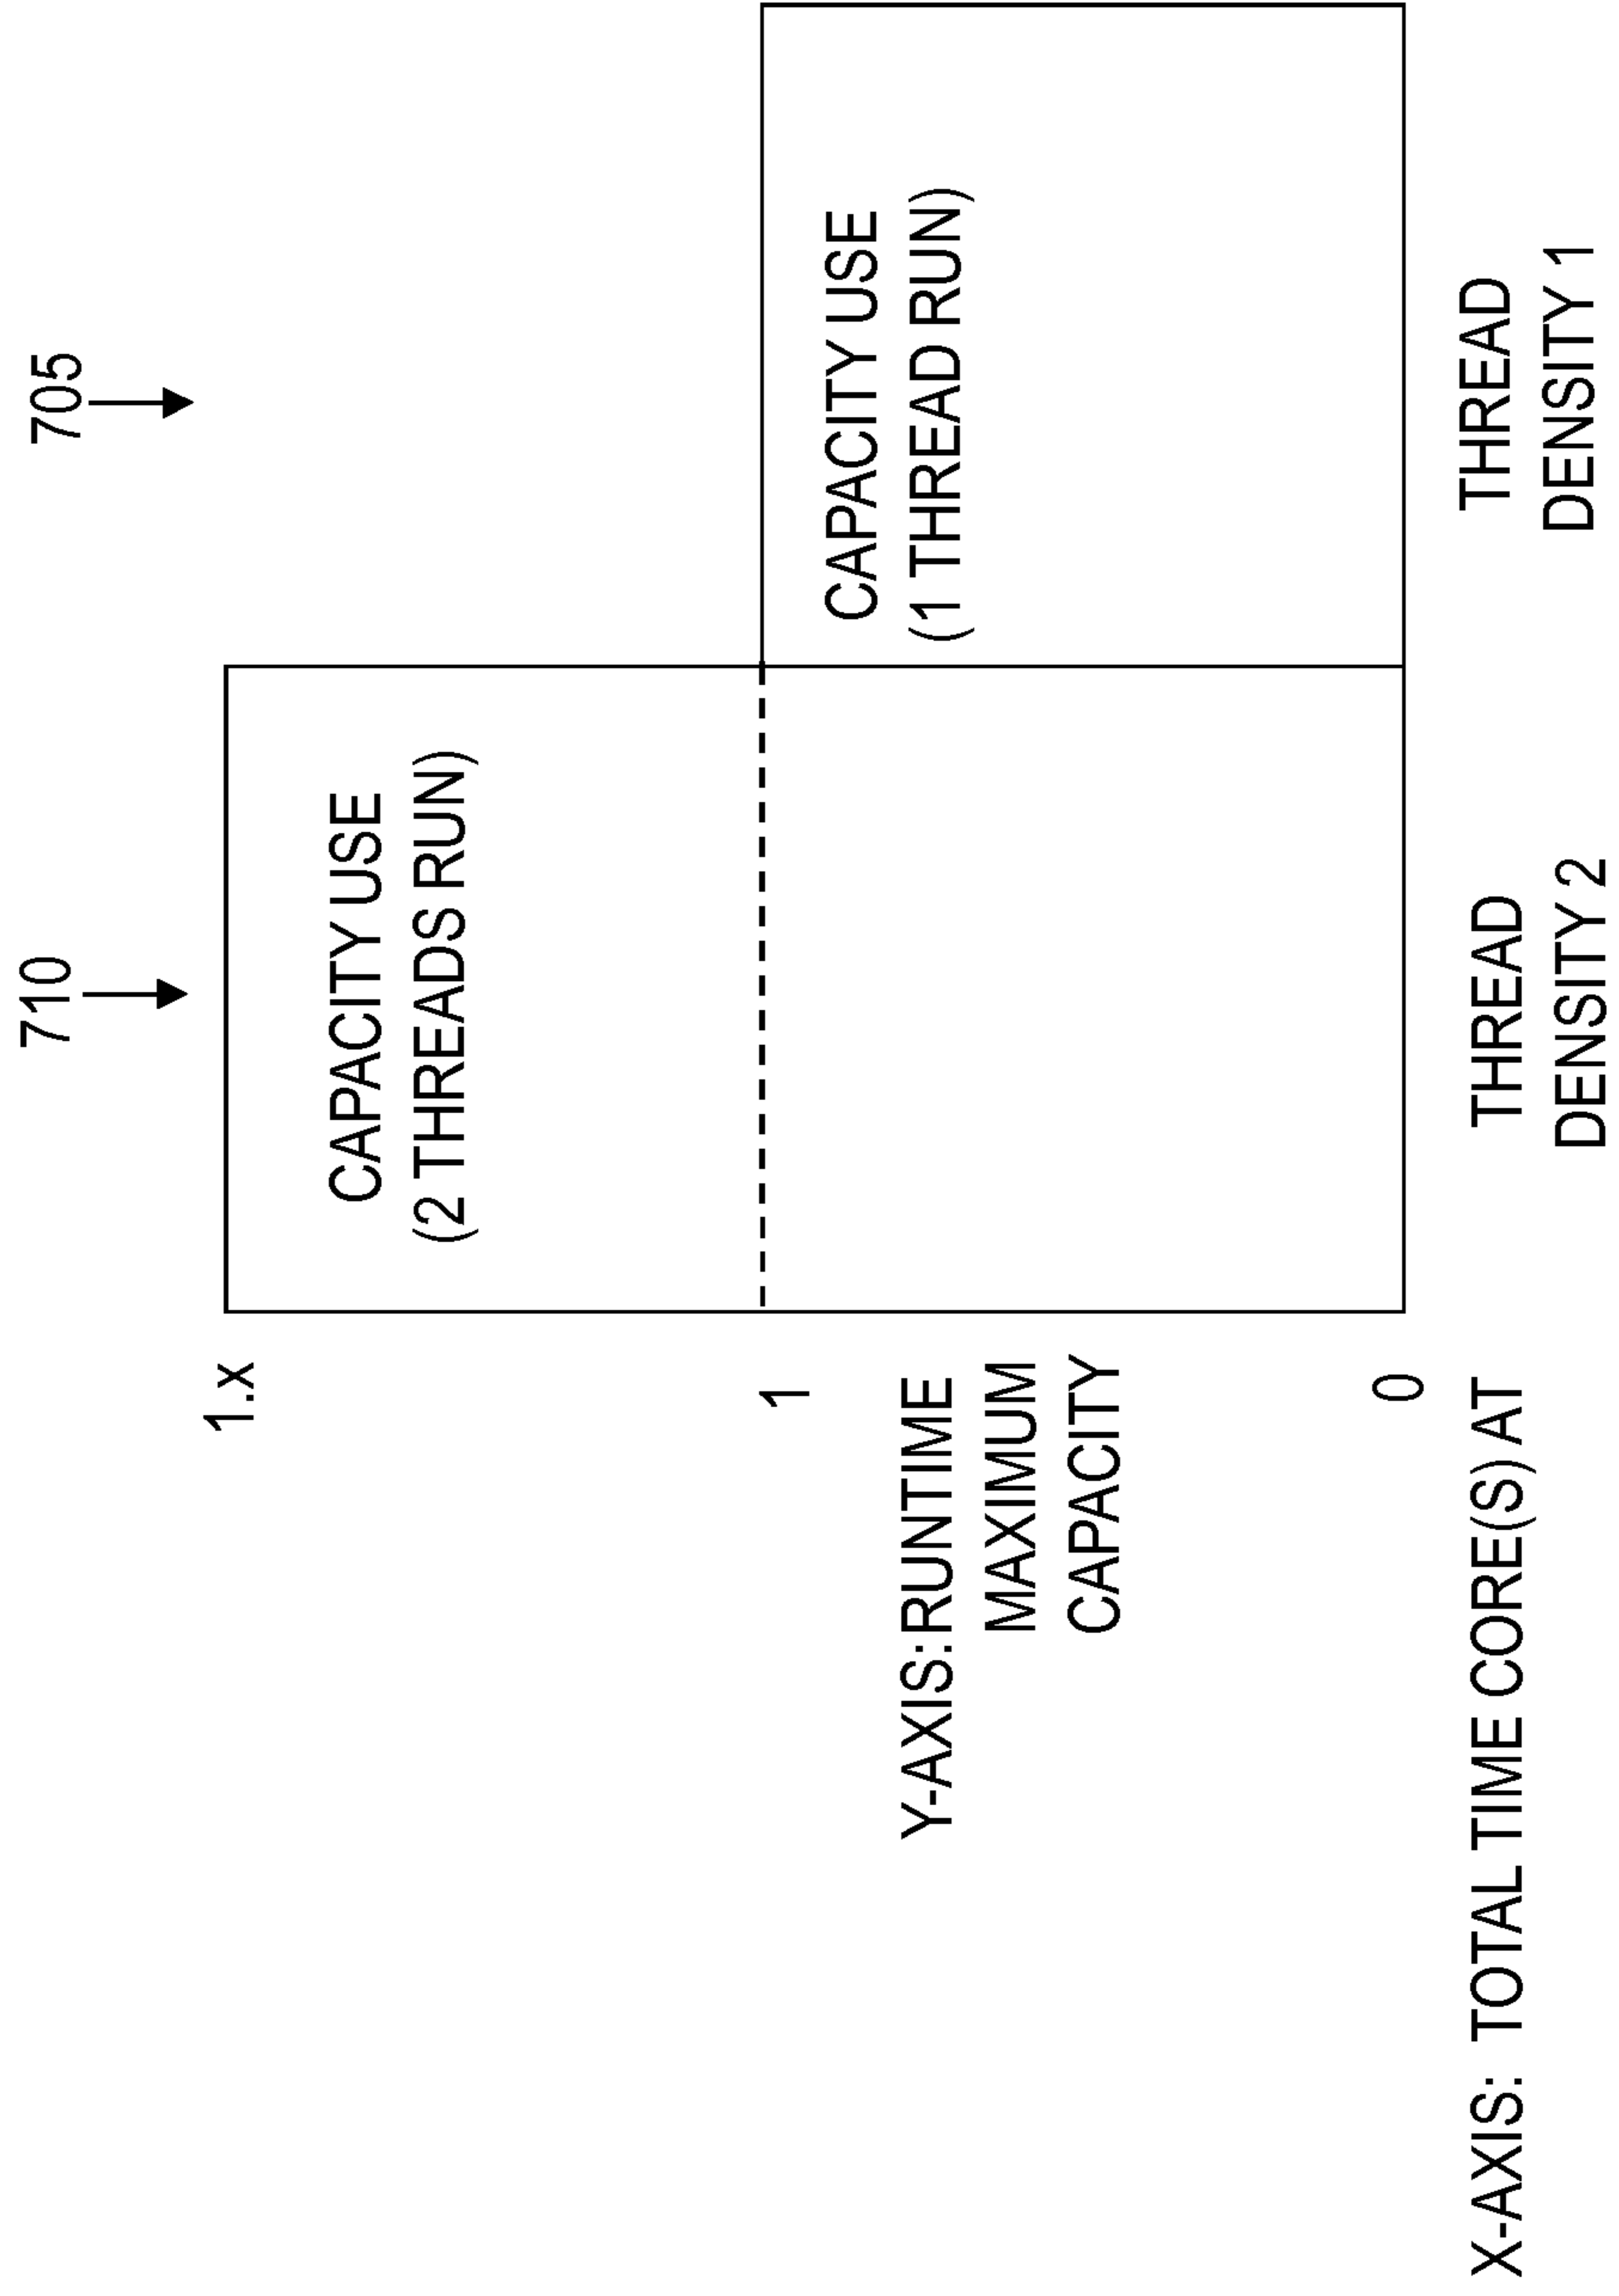 710
705
1.x
CAPACITY USE
(2 THREADS RUN)
1
CAPACITY USE
(1 THREAD RUN)
Y-AXIS:RUNTIME
MAXIMUM
CAPACITY
0
X-AXIS: TOTAL TIME CORE(S) AT
THREAD
DENSITY 2
THREAD
DENSITY 1